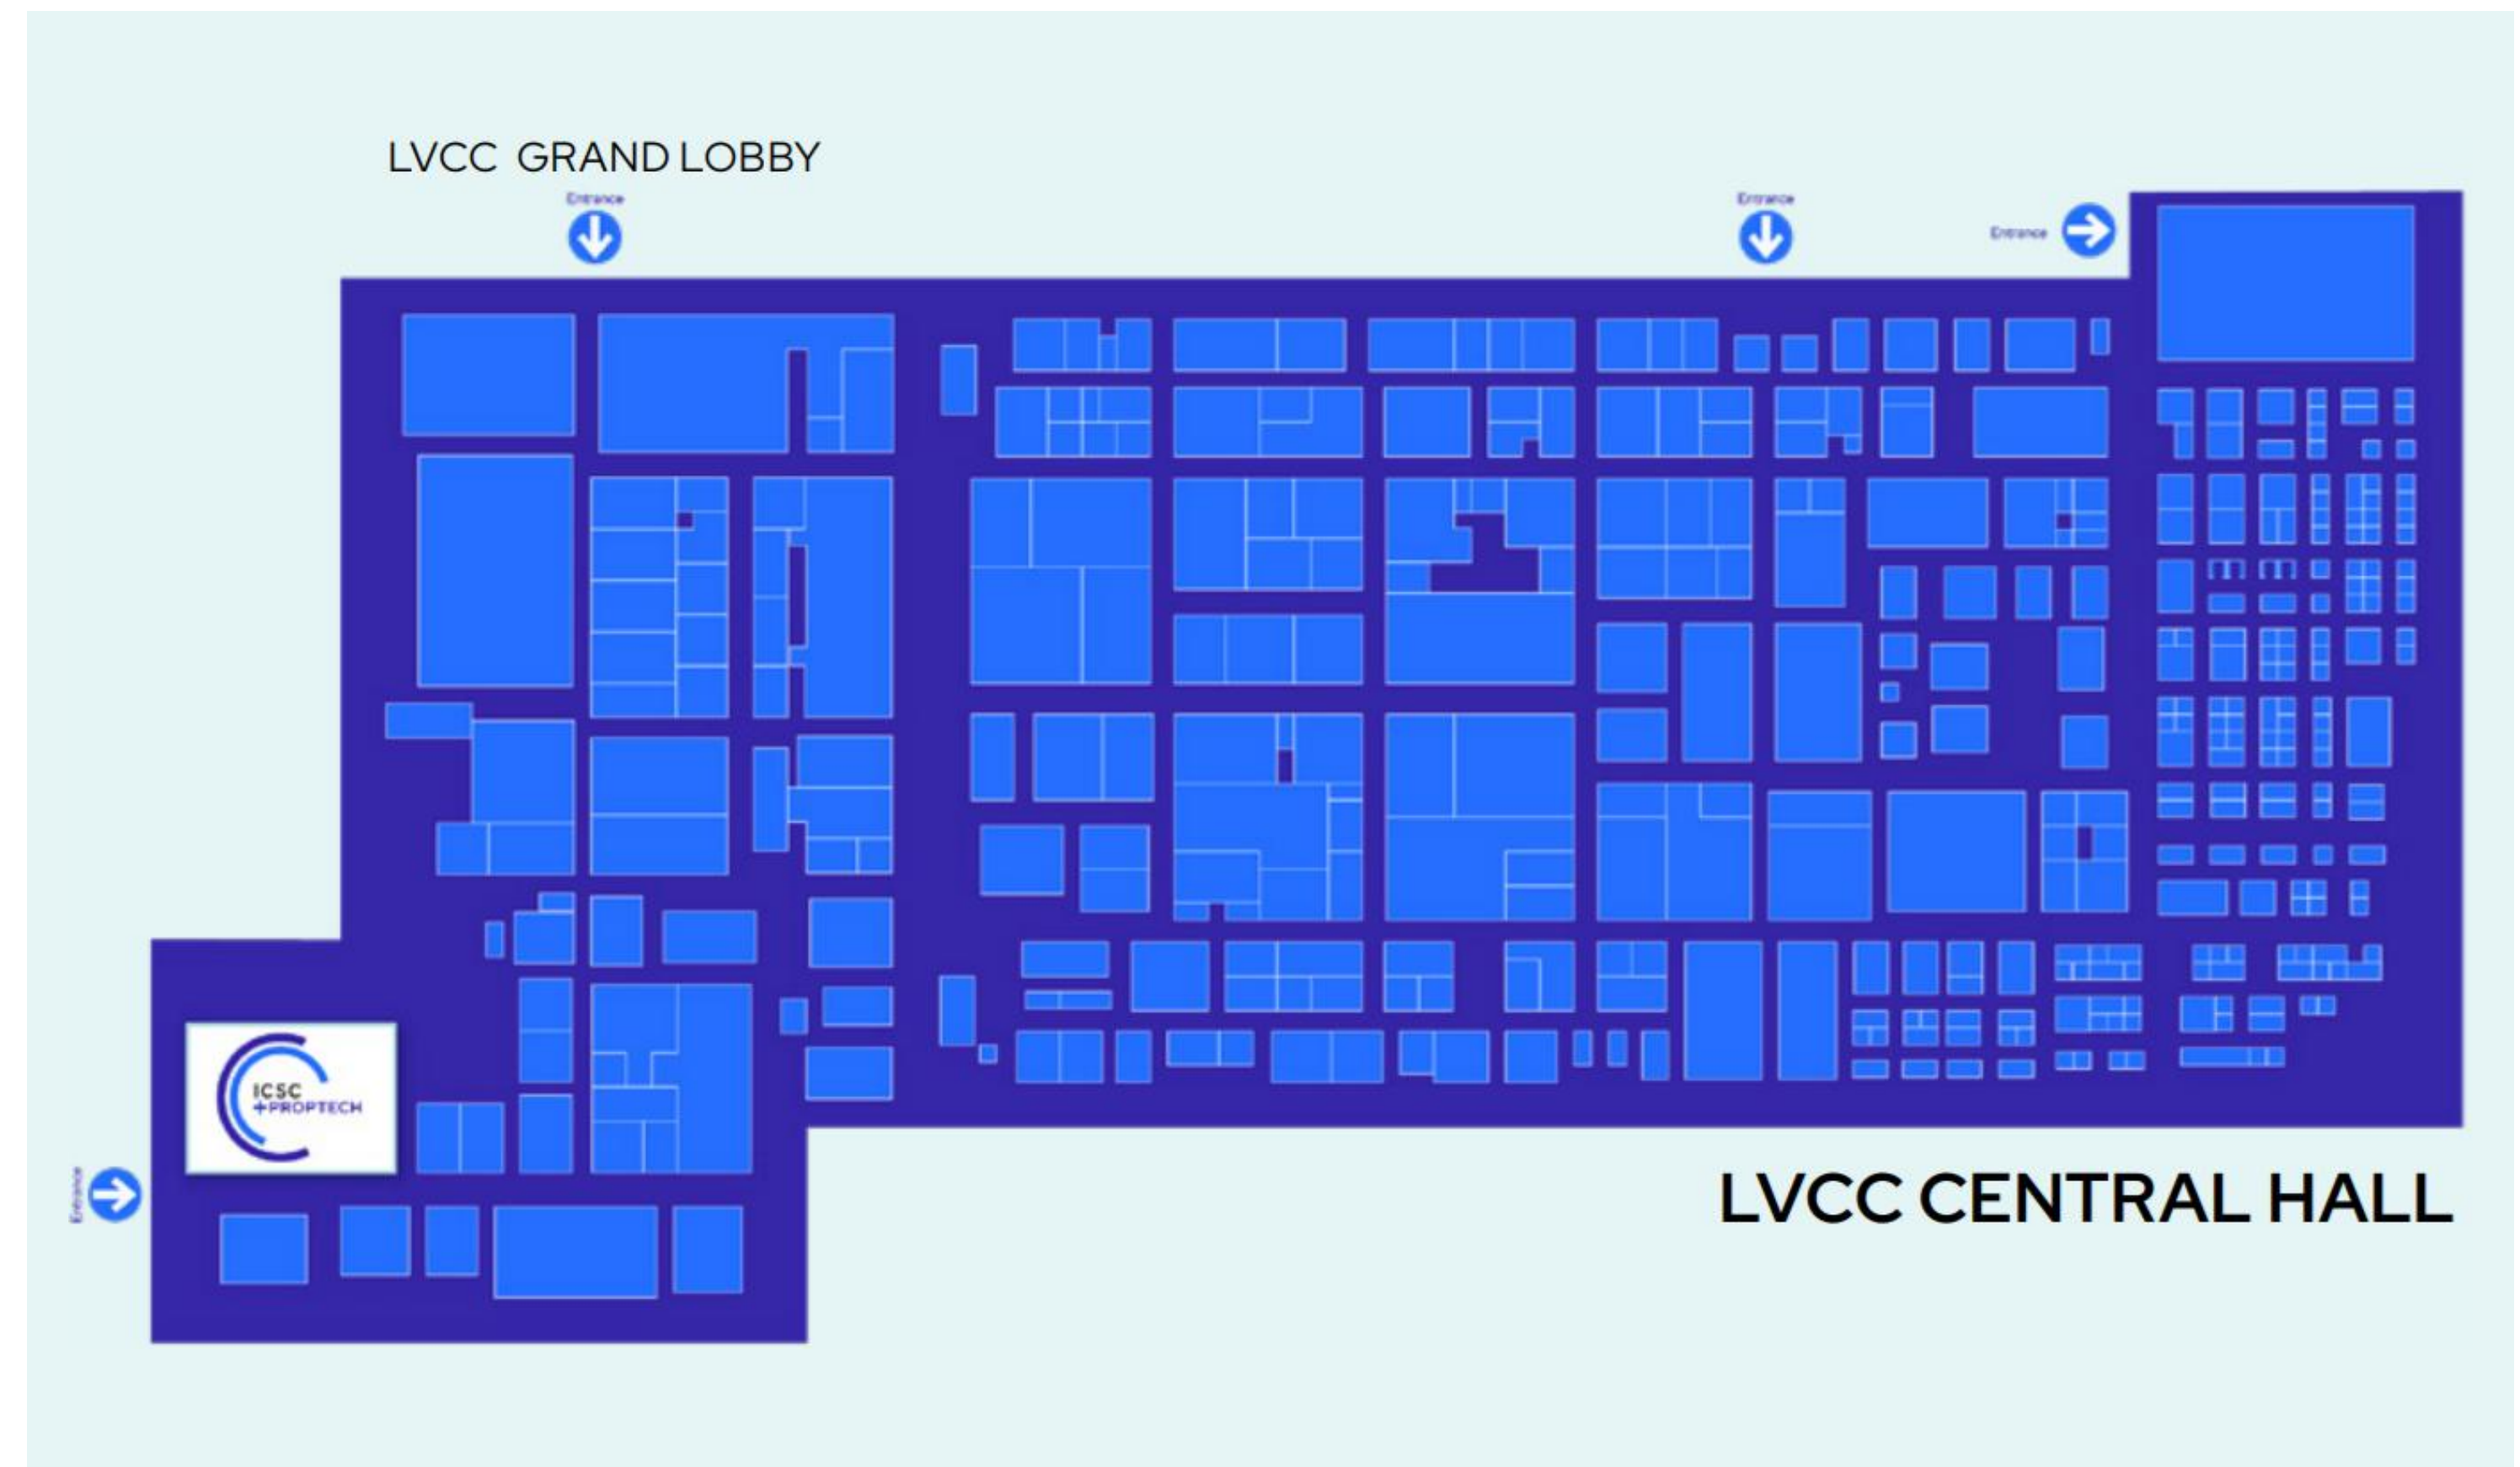 LVCC GRAND LOBBY
Entrance
Entrance
Entrance
ICSC
+PROPTECH
Entrance
LVCC CENTRAL HALL